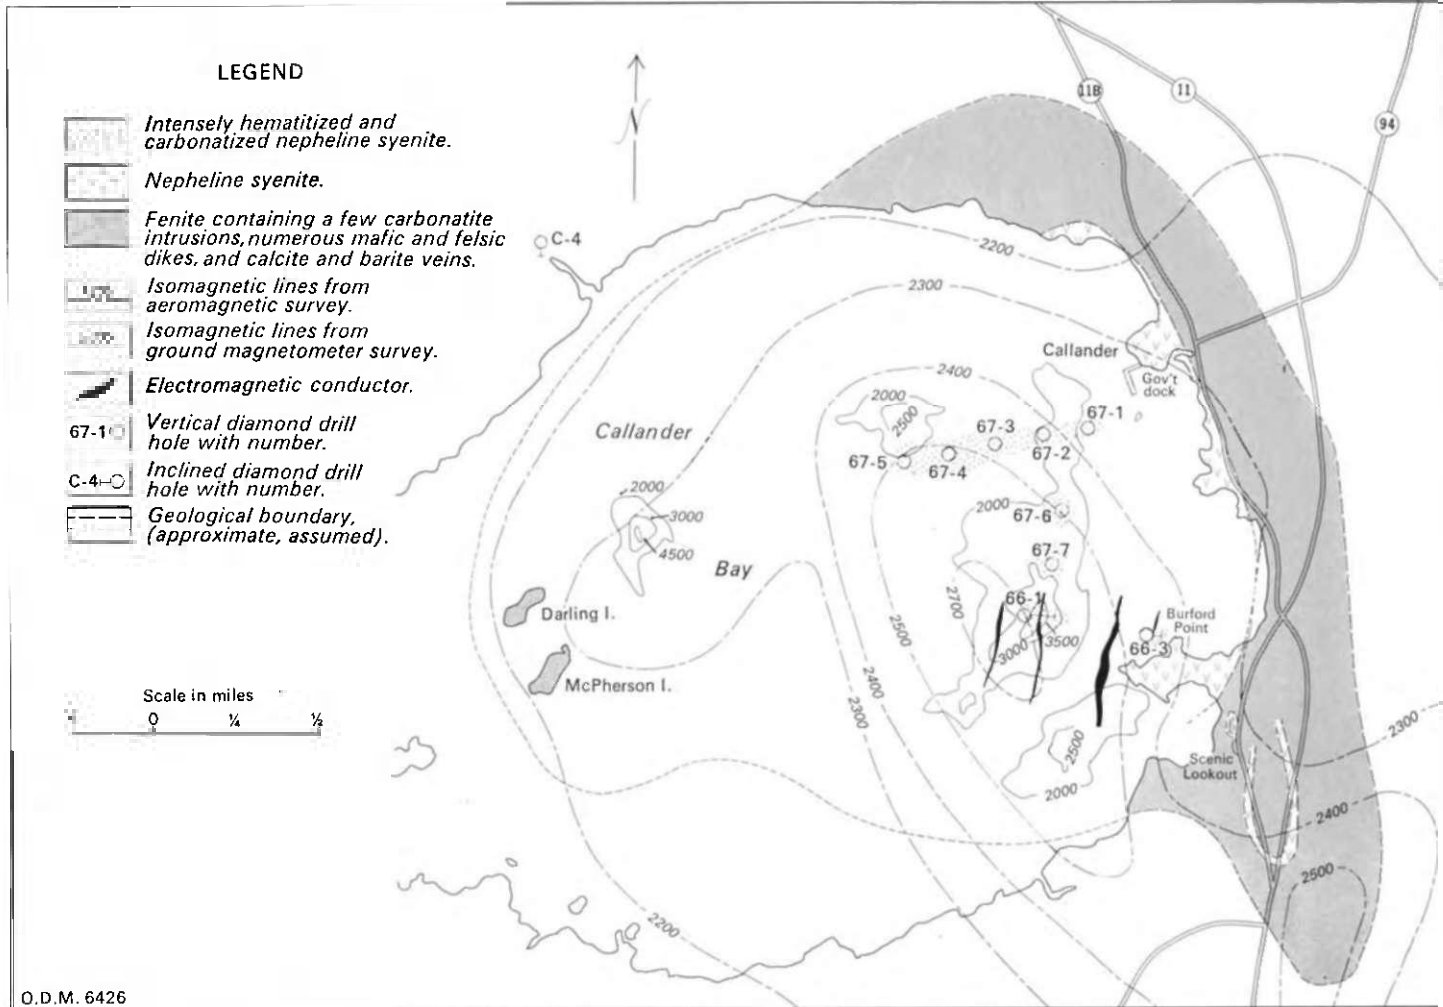 LEGEND
Intensely hematitized and
carbonatized nepheline syenite.
Nepheline syenite.
Fenite containing a few carbonatite
intrusions, numerous mafic and felsic
dikes, and calcite and barite veins.
Isomagnetic lines from
aeromagnetic survey.
Isomagnetic lines from
ground magnetometer survey.
Electromagnetic conductor.
67-1
Vertical diamond drill
hole with number.
C-4
Inclined diamond drill
hole with number.
Geological boundary,
(approximate, assumed).
Scale in miles
0 ¼ ½
O.D.M. 6426
N
C-4
11B
11
94
2200
2300
2400
Callander
Gov't
dock
2000
2500
67-1
67-3
67-2
67-4
67-5
Callander
Bay
2000
3000
4500
2000
67-6
67-7
2700
66-1
3500
3000
Burford
Point
66-3
Darling I.
McPherson I.
2500
2400
2300
2500
2000
Scenic
Lookout
2300
2400
2500
2200